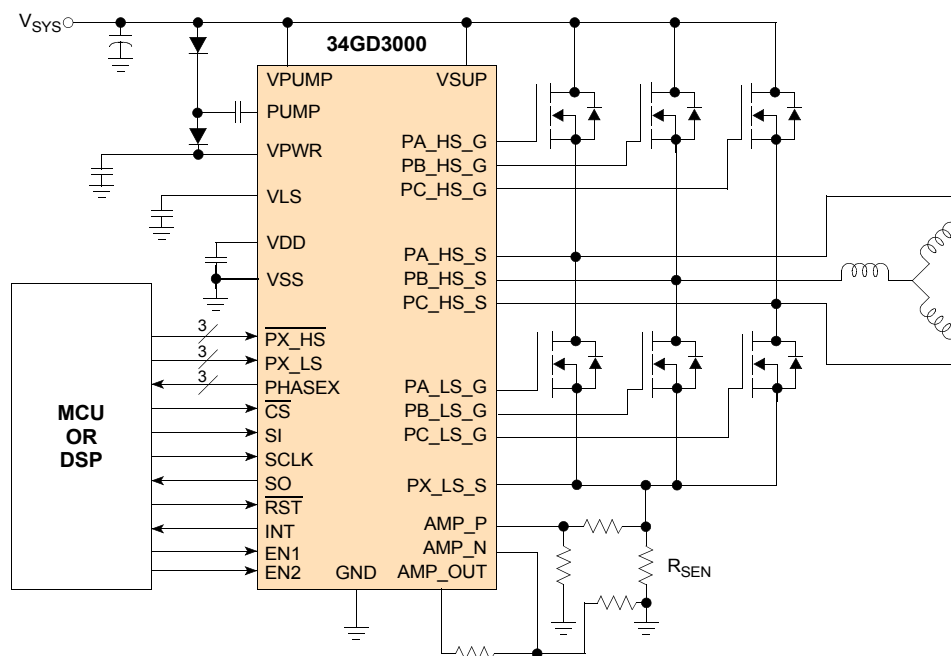 VSYS
34GD3000
VPUMP
VSUP
PUMP
VPWR
VLS
VDD
VSS
PX_HS
PX_LS
PHASEX
CS
SI
SCLK
SO
RST
INT
EN1
EN2
GND
PA_HS_G
PB_HS_G
PC_HS_G
PA_HS_S
PB_HS_S
PC_HS_S
PA_LS_G
PB_LS_G
PC_LS_G
PX_LS_S
AMP_P
AMP_N
AMP_OUT
3
3
3
MCU
OR
DSP
RSEN